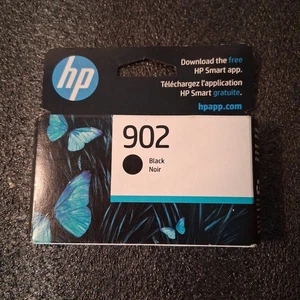 hp
Download the free
HP Smart app.
Téléchargez l'application
HP Smart gratuite.
hpapp.com
902
Black
Noir